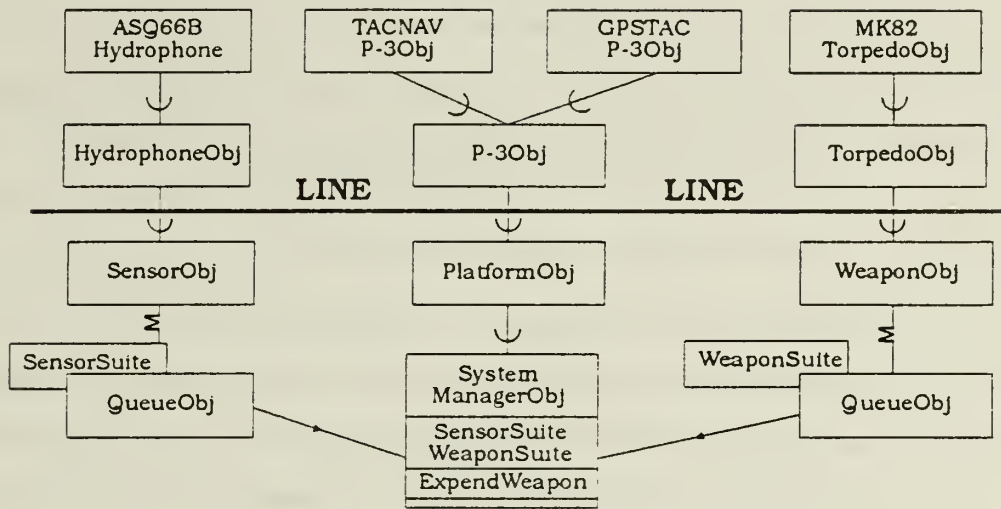 ASQ66B
Hydrophone
TACNAV
P-3Obj
GPSTAC
P-3Obj
MK82
TorpedoObj
HydrophoneObj
P-3Obj
TorpedoObj
LINE
LINE
SensorObj
PlatformObj
WeaponObj
M
M
SensorSuite
WeaponSuite
QueueObj
System
ManagerObj
QueueObj
SensorSuite
WeaponSuite
ExpendWeapon